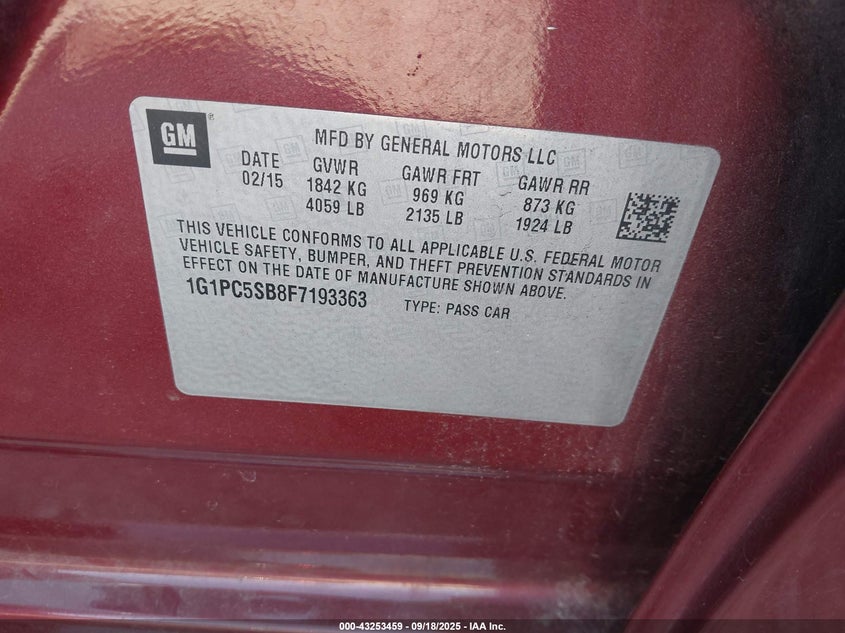 GM
MFD BY GENERAL MOTORS LLC
DATE GVWR GAWR FRT GAWR RR
02/15 1842 KG 969 KG 873 KG
4059 LB 2135 LB 1924 LB
THIS VEHICLE CONFORMS TO ALL APPLICABLE U.S. FEDERAL MOTOR
VEHICLE SAFETY, BUMPER, AND THEFT PREVENTION STANDARDS IN
EFFECT ON THE DATE OF MANUFACTURE SHOWN ABOVE.
1G1PC5SB8F7193363 TYPE: PASS CAR
000-43253459 - 09/18/2025 - IAA Inc.